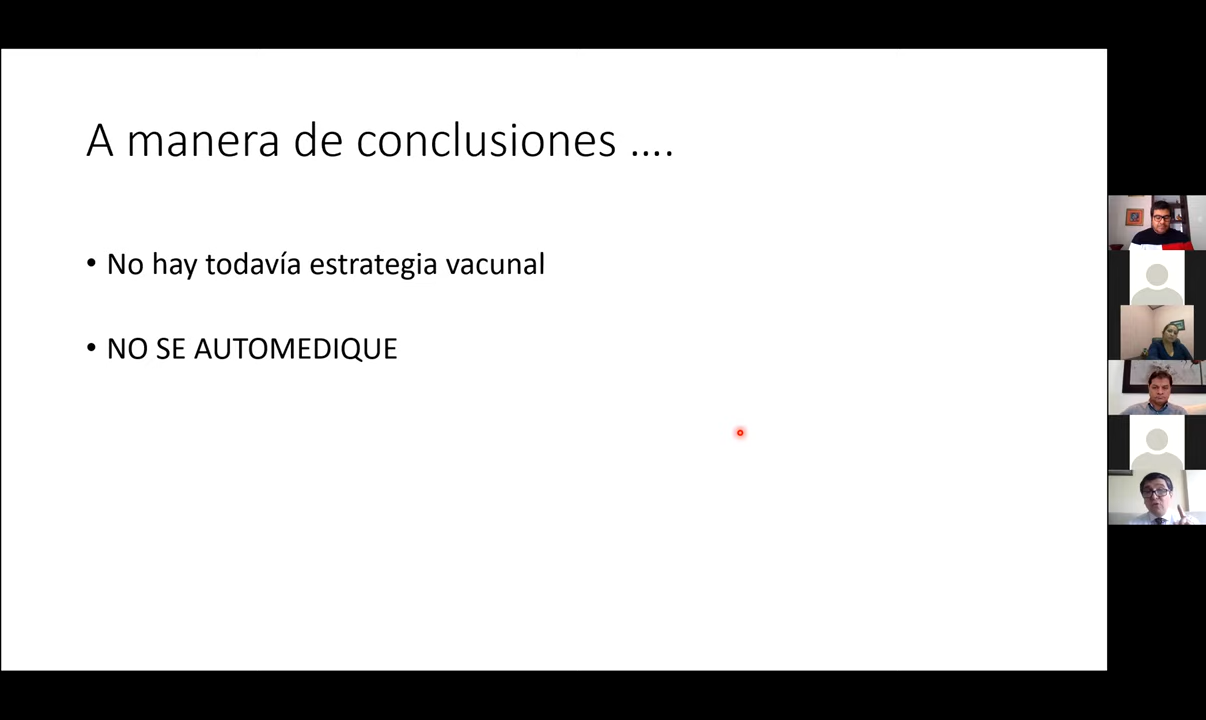 A manera de conclusiones ....
• No hay todavía estrategia vacunal
• NO SE AUTOMEDIQUE